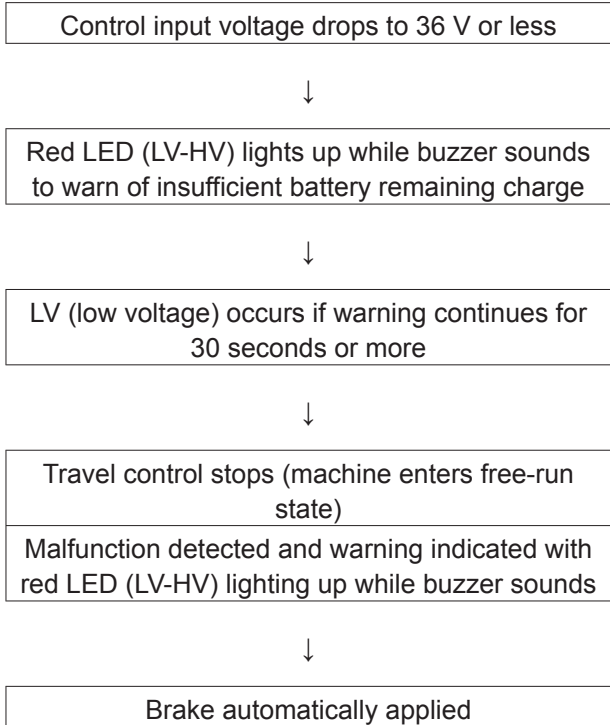 Control input voltage drops to 36 V or less
↓
Red LED (LV-HV) lights up while buzzer sounds
to warn of insufficient battery remaining charge
↓
LV (low voltage) occurs if warning continues for
30 seconds or more
↓
Travel control stops (machine enters free-run
state)
Malfunction detected and warning indicated with
red LED (LV-HV) lighting up while buzzer sounds
↓
Brake automatically applied